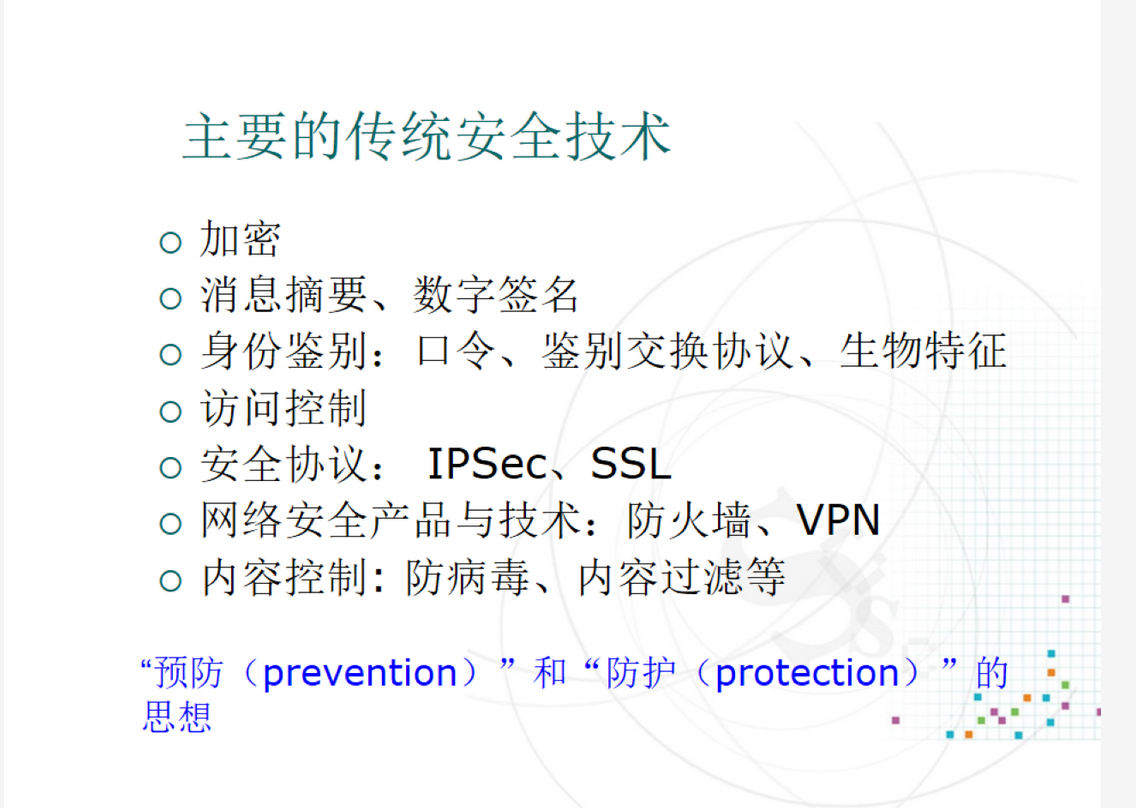 主要的传统安全技术
加密
消息摘要、数字签名
身份鉴别：口令、鉴别交换协议、生物特征
访问控制
安全协议： IPSec、SSL
网络安全产品与技术：防火墙、VPN
内容控制: 防病毒、内容过滤等
“预防（prevention）”和“防护（protection）”的
思想